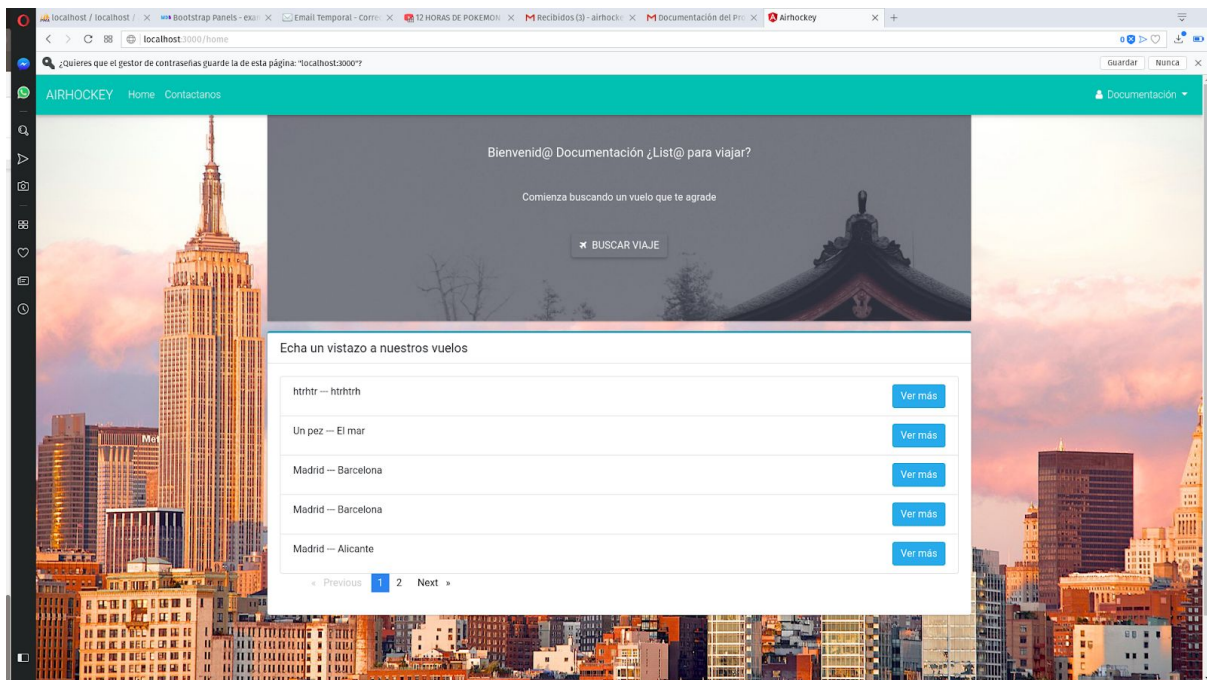 localhost / localhost /
Bootstrap Panels - exam
Email Temporal - Corre
12 HORAS DE POKEMON
Recibidos (3) - airhocke
Documentación del Pro
Airhockey
localhost:3000/home
0
¿Quieres que el gestor de contraseñas guarde la de esta página: "localhost:3000"?
Guardar
Nunca
AIRHOCKEY Home Contactanos
Documentación
Bienvenid@ Documentación ¿List@ para viajar?
Comienza buscando un vuelo que te agrade
BUSCAR VIAJE
Echa un vistazo a nuestros vuelos
htrhtr --- htrhtrh
Ver más
Un pez --- El mar
Ver más
Madrid --- Barcelona
Ver más
Madrid --- Barcelona
Ver más
Madrid --- Alicante
Ver más
« Previous 1 2 Next »
Met